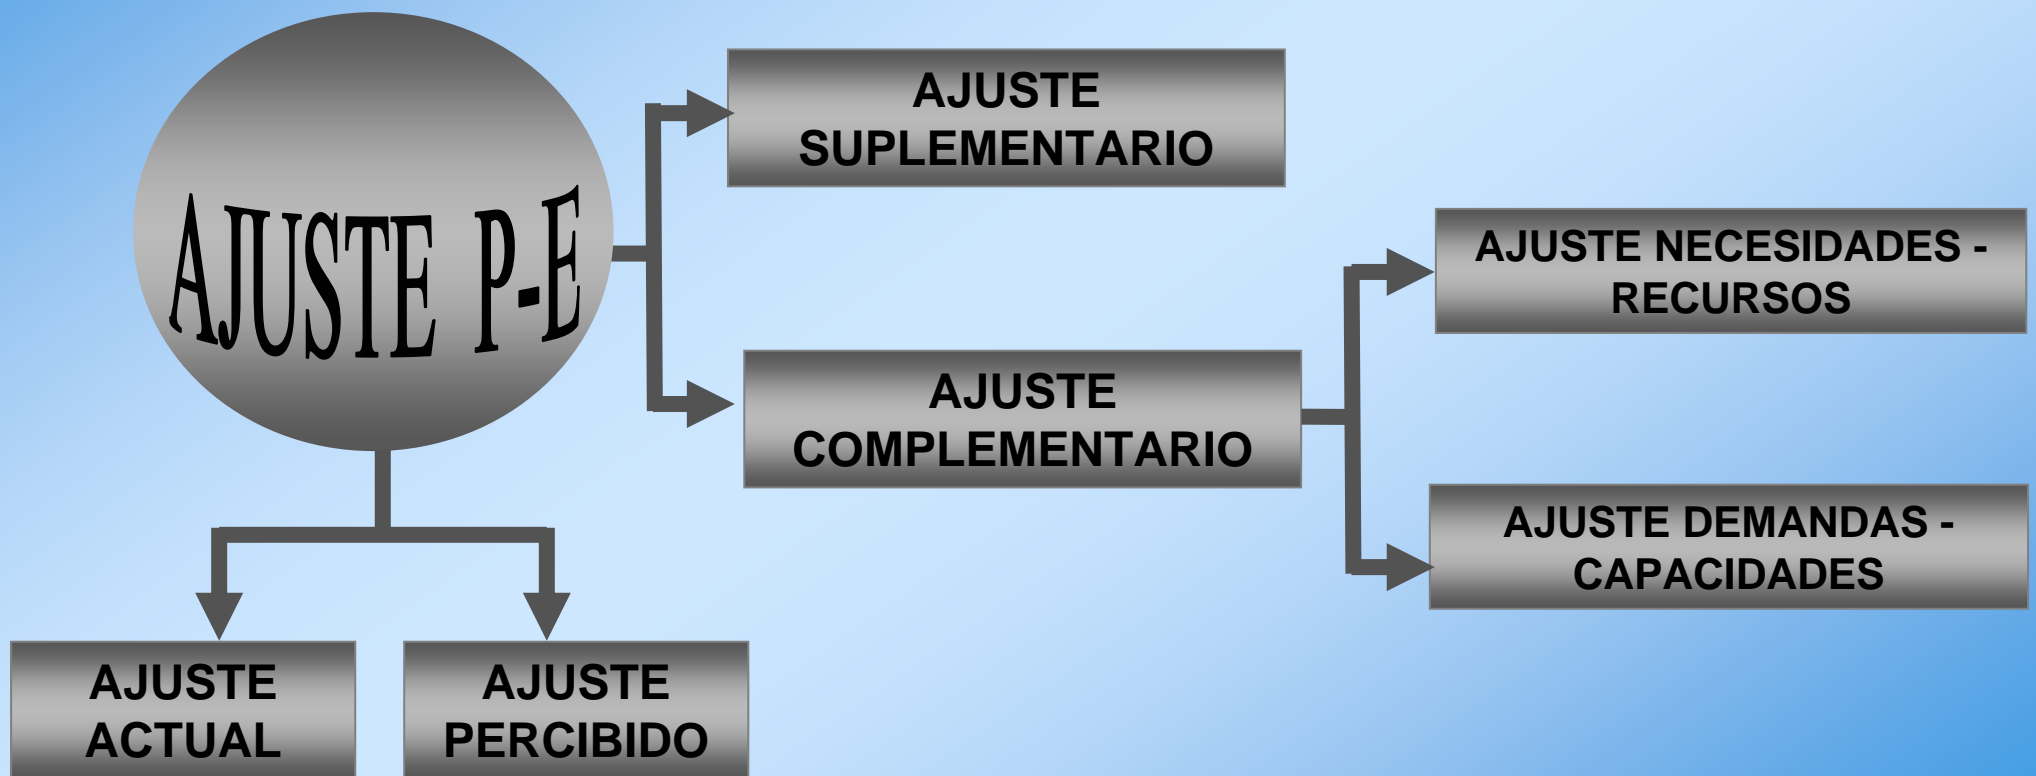 AJUSTE P-E
AJUSTE
SUPLEMENTARIO
AJUSTE
COMPLEMENTARIO
AJUSTE NECESIDADES -
RECURSOS
AJUSTE DEMANDAS -
CAPACIDADES
AJUSTE
ACTUAL
AJUSTE
PERCIBIDO